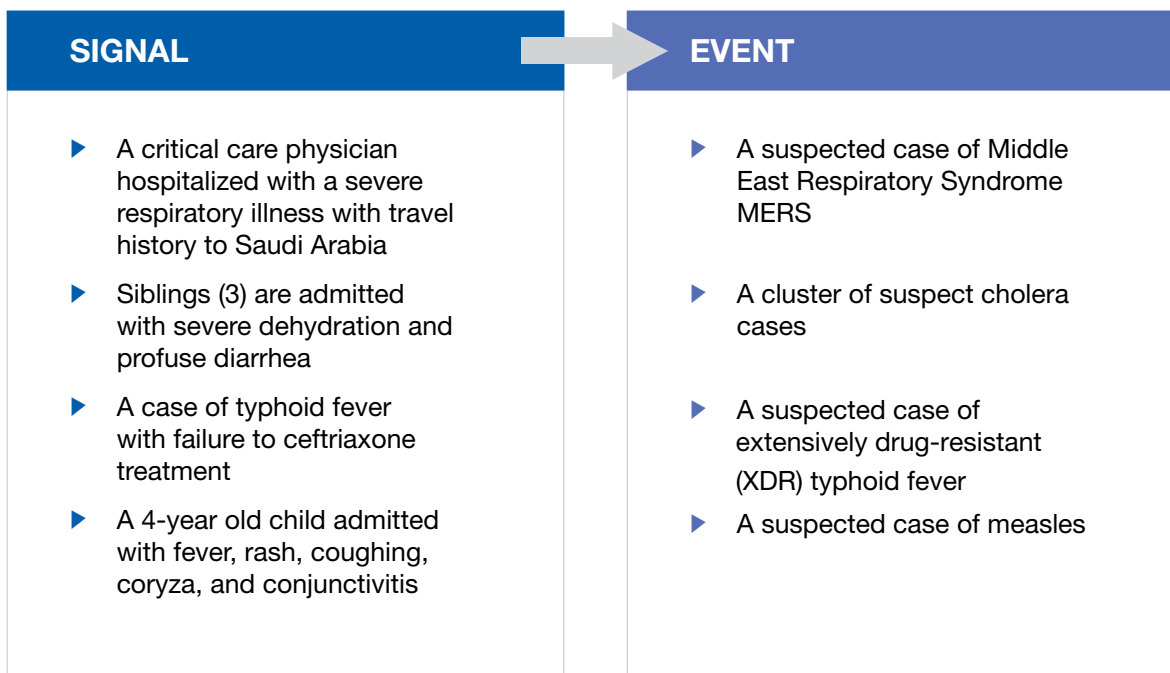 SIGNAL
A critical care physician
hospitalized with a severe
respiratory illness with travel
history to Saudi Arabia
Siblings (3) are admitted
with severe dehydration and
profuse diarrhea
A case of typhoid fever
with failure to ceftriaxone
treatment
A 4-year old child admitted
with fever, rash, coughing,
coryza, and conjunctivitis
EVENT
A suspected case of Middle
East Respiratory Syndrome
MERS
A cluster of suspect cholera
cases
A suspected case of
extensively drug-resistant
(XDR) typhoid fever
A suspected case of measles